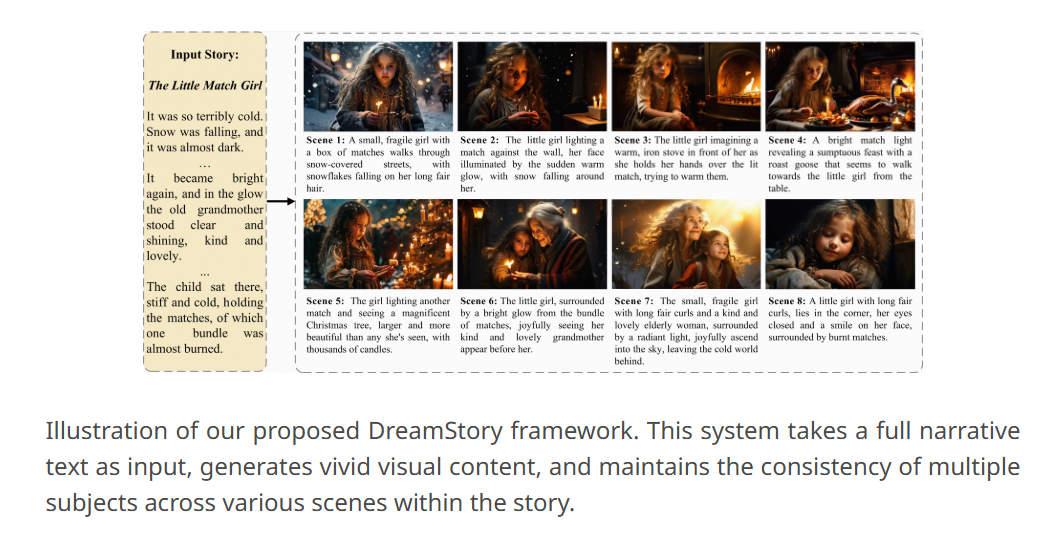 Input Story:
The Little Match Girl
It was so terribly cold.
Snow was falling, and
it was almost dark.
...
It became bright
again, and in the glow
the old grandmother
stood clear and
shining, kind and
lovely.
...
The child sat there,
stiff and cold, holding
the matches, of which
one bundle was
almost burned.
Scene 1: A small, fragile girl with
a box of matches walks through
snow-covered streets, with
snowflakes falling on her long fair
hair.
Scene 2: The little girl lighting a
match against the wall, her face
illuminated by the sudden warm
glow, with snow falling around
her.
Scene 3: The little girl imagining a
warm, iron stove in front of her as
she holds her hands over the lit
match, trying to warm them.
Scene 4: A bright match light
revealing a sumptuous feast with a
roast goose that seems to walk
towards the little girl from the
table.
Scene 5: The girl lighting another
match and seeing a magnificent
Christmas tree, larger and more
beautiful than any she's seen, with
thousands of candles.
Scene 6: The little girl, surrounded
by a bright glow from the bundle
of matches, joyfully seeing her
kind and lovely grandmother
appear before her.
Scene 7: The small, fragile girl
with long fair curls and a kind and
lovely elderly woman, surrounded
by a radiant light, joyfully ascend
into the sky, leaving the cold world
behind.
Scene 8: A little girl with long fair
curls, lies in the corner, her eyes
closed and a smile on her face,
surrounded by burnt matches.
Illustration of our proposed DreamStory framework. This system takes a full narrative
text as input, generates vivid visual content, and maintains the consistency of multiple
subjects across various scenes within the story.